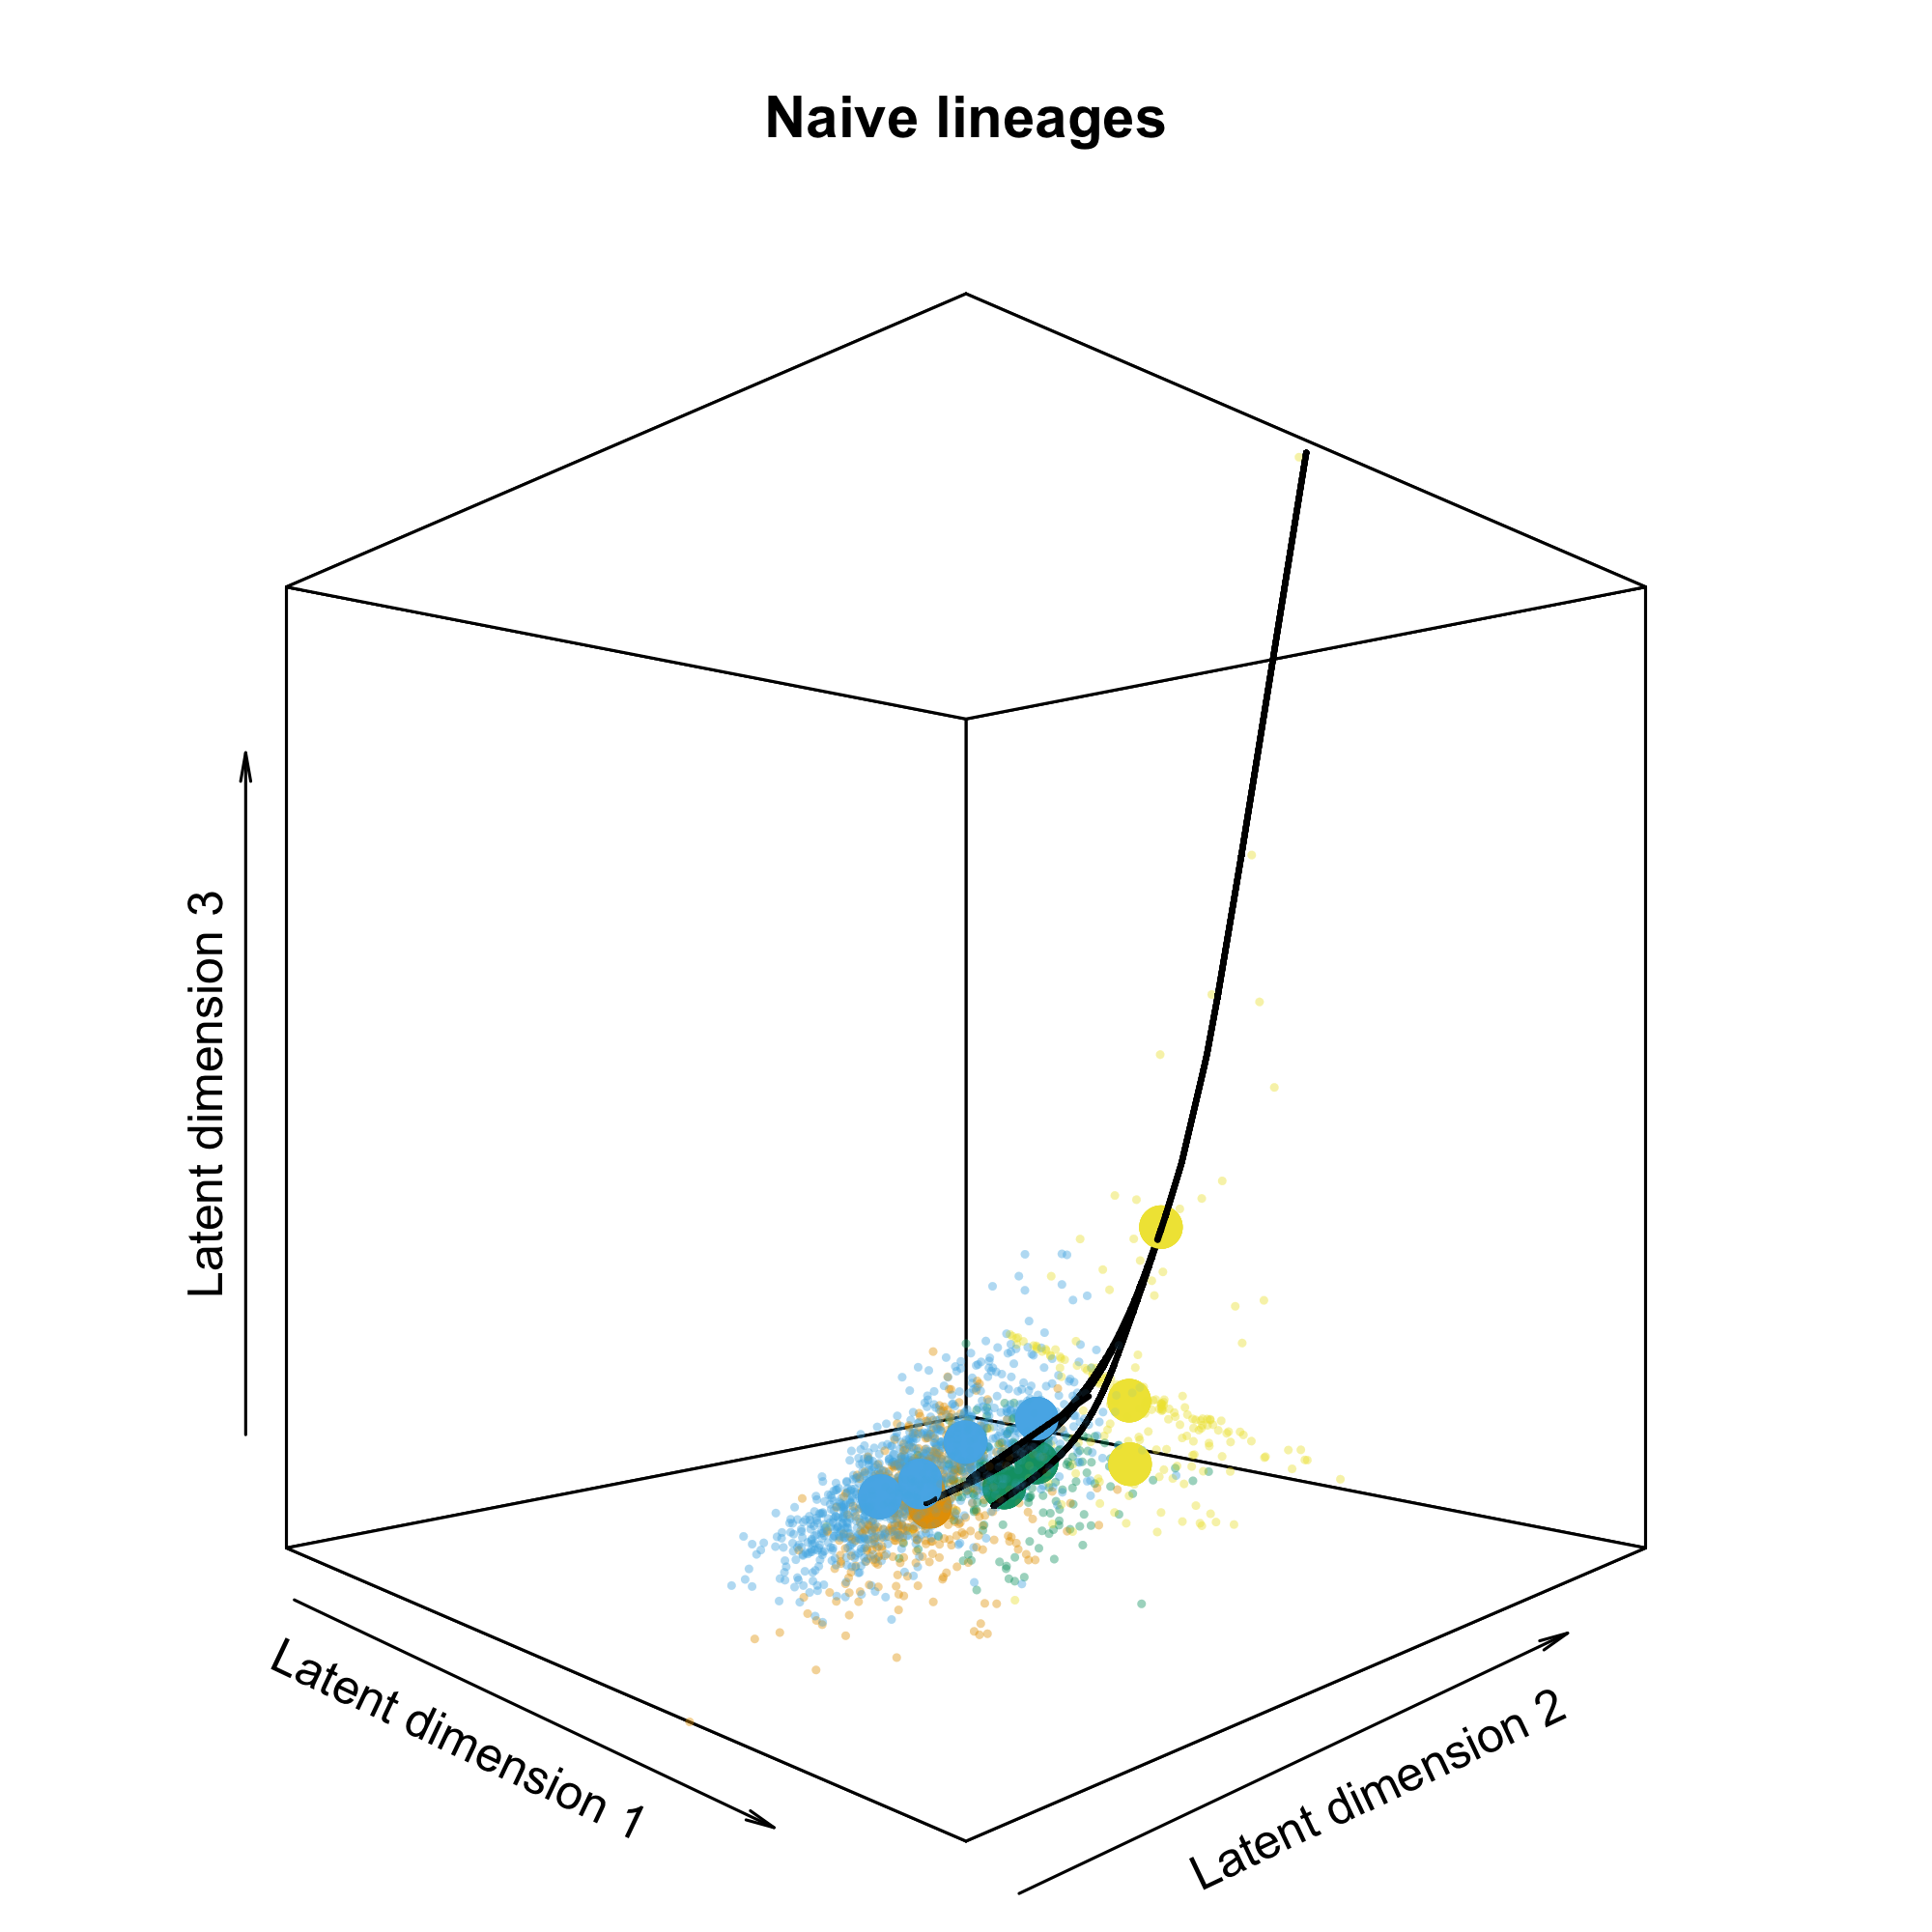 Naive lineages
Latent dimension 3
Latent dimension 1
Latent dimension 2